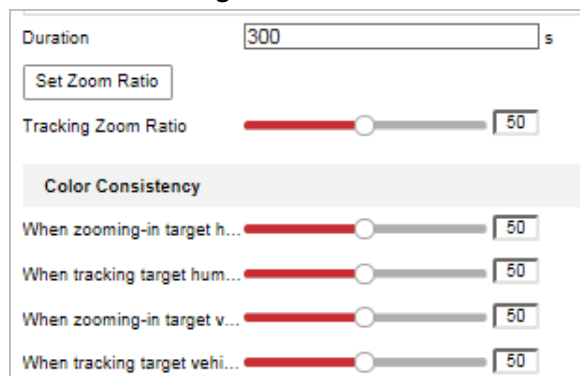 Duration 300 s
Set Zoom Ratio
Tracking Zoom Ratio 50
Color Consistency
When zooming-in target h... 50
When tracking target hum... 50
When zooming-in target v... 50
When tracking target vehi... 50